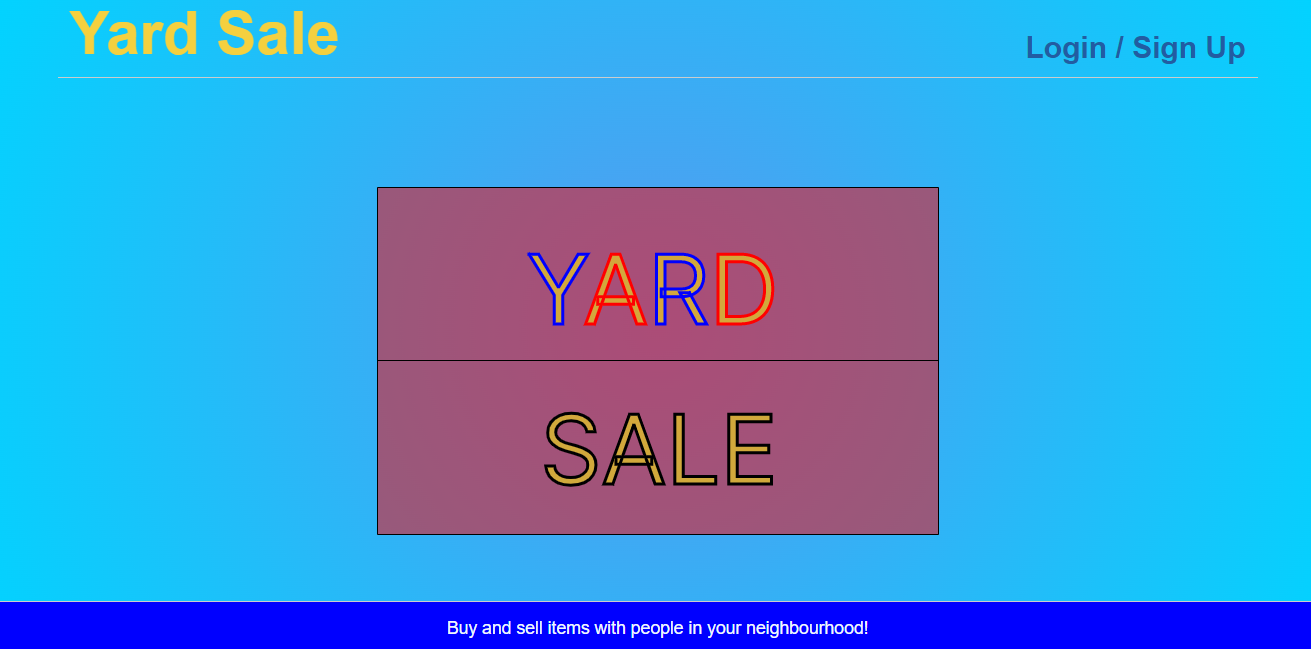 Yard Sale
Login / Sign Up
YARD
SALE
Buy and sell items with people in your neighbourhood!